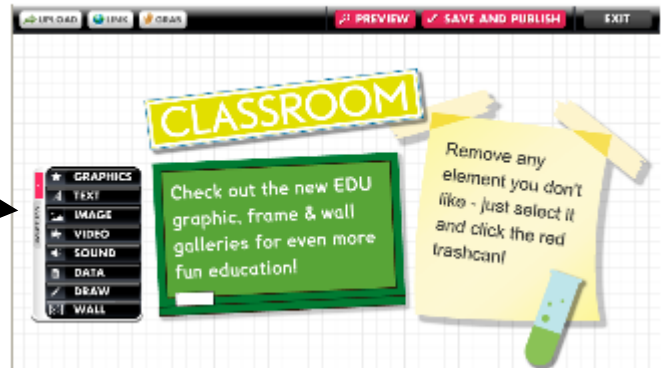 UPLOAD LINK GRAB PREVIEW SAVE AND PUBLISH EXIT
CLASSROOM
GRAPHICS
TEXT
IMAGE
VIDEO
SOUND
DATA
DRAW
WALL
Check out the new EDU
graphic, frame & wall
galleries for even more
fun education!
Remove any
element you don't
like - just select it
and click the red
trashcan!